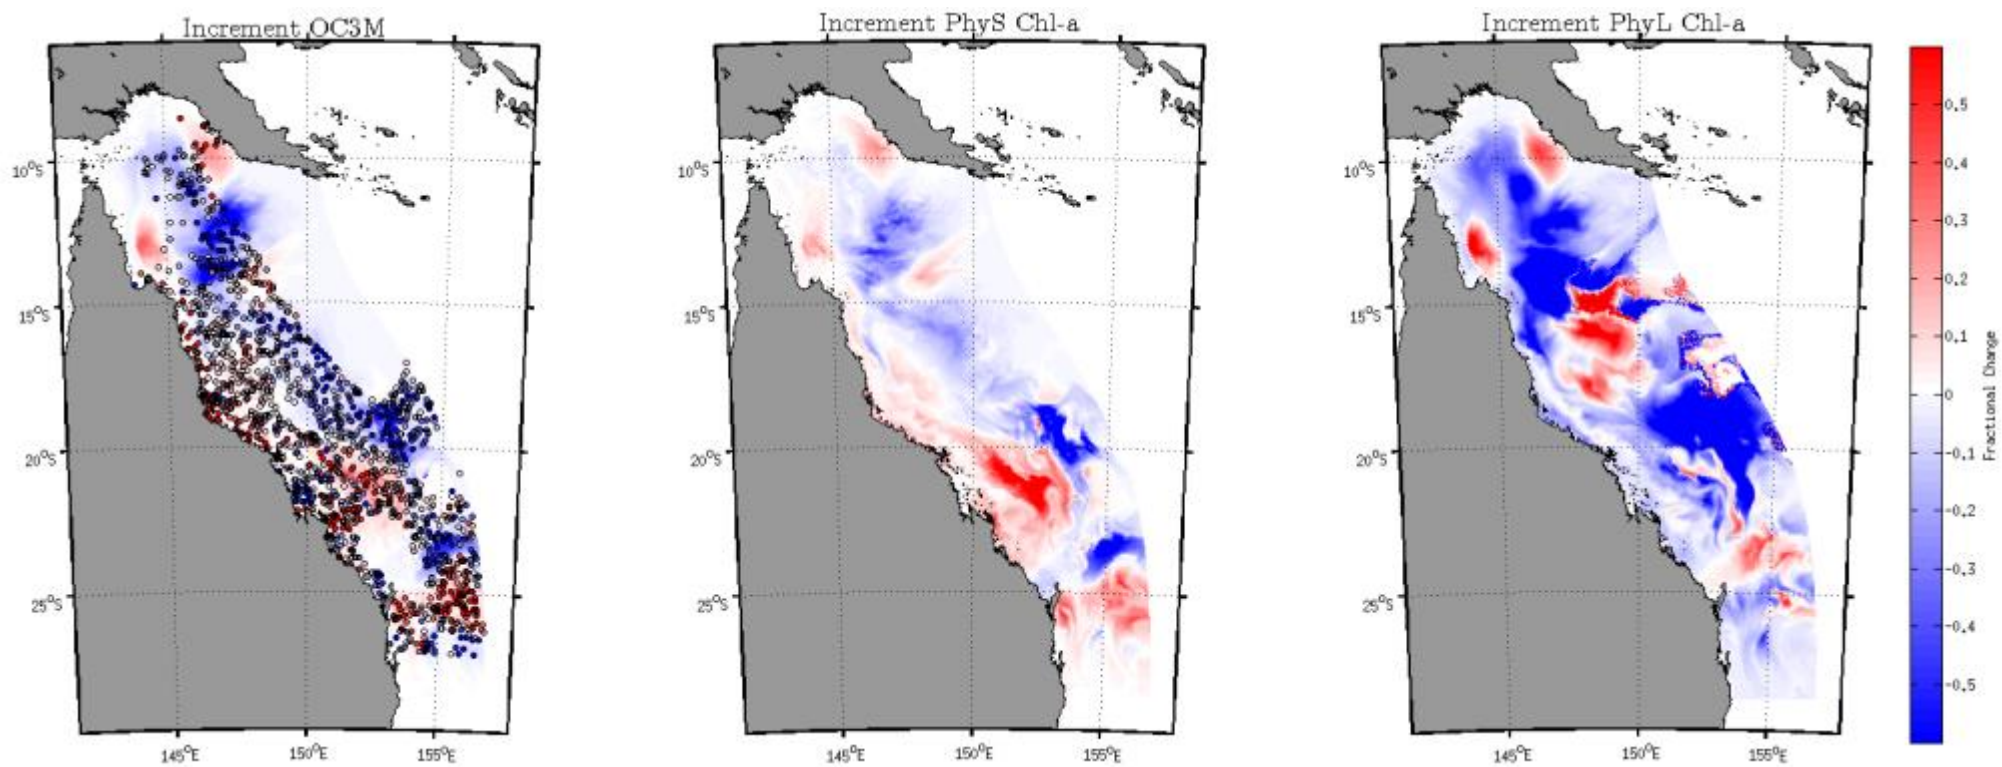 Increment OC3M
Increment PhyS Chl-a
Increment PhyL Chl-a
10°S
15°S
20°S
25°S
145°E
150°E
155°E
10°S
15°S
20°S
25°S
145°E
150°E
155°E
10°S
15°S
20°S
25°S
145°E
150°E
155°E
0.5
0.4
0.3
0.2
0.1
0
-0.1
-0.2
-0.3
-0.4
-0.5
Fractional Change